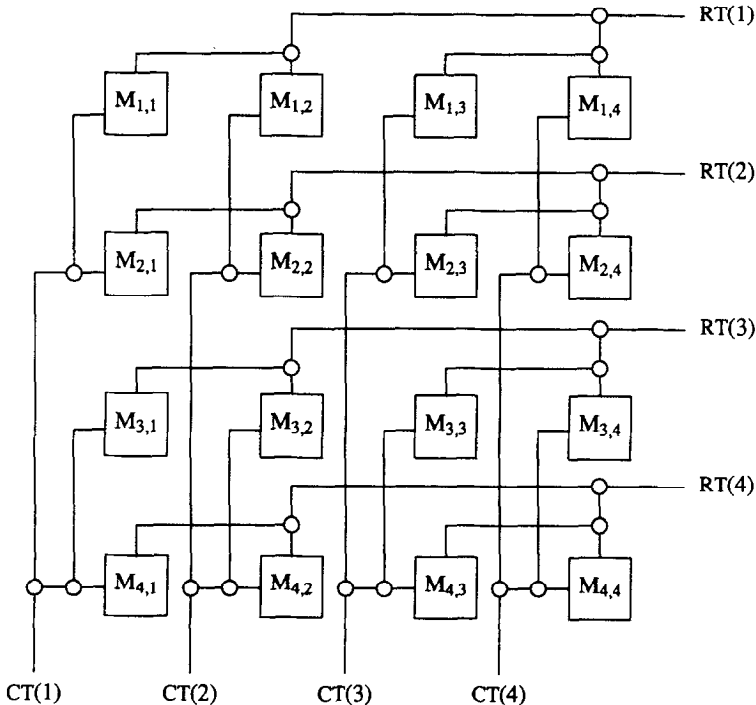 RT(1)
M1,1 M1,2 M1,3 M1,4
RT(2)
M2,1 M2,2 M2,3 M2,4
RT(3)
M3,1 M3,2 M3,3 M3,4
RT(4)
M4,1 M4,2 M4,3 M4,4
CT(1) CT(2) CT(3) CT(4)